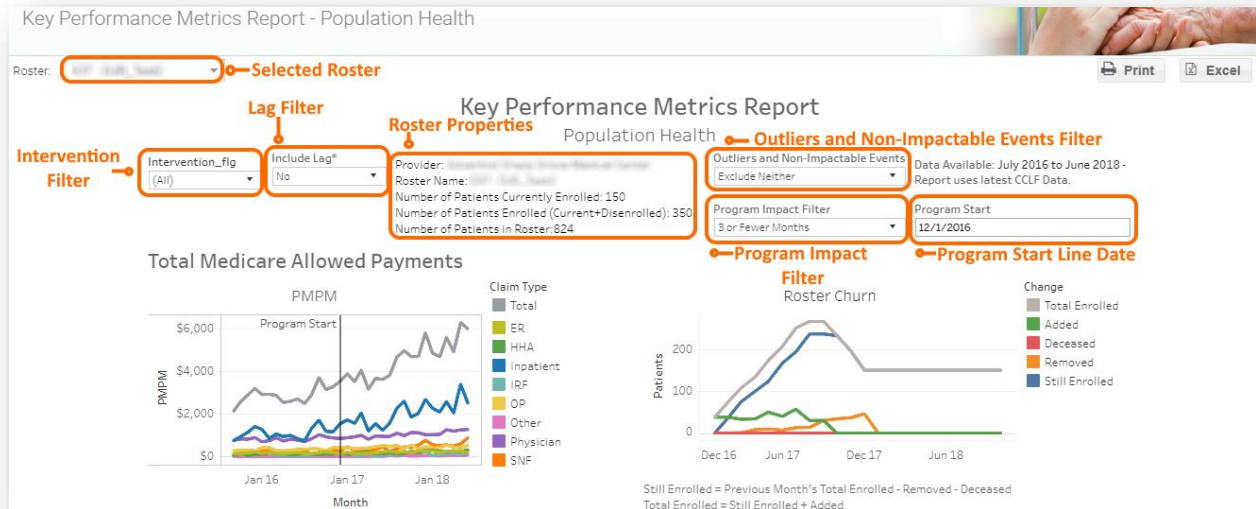 Key Performance Metrics Report - Population Health
Roster:
Selected Roster
Print
Excel
Key Performance Metrics Report
Population Health
Lag Filter
Roster Properties
Outliers and Non-Impactable Events Filter
Intervention
Filter
Intervention_flg
(All)
Include Lag*
No
Provider:
Roster Name:
Number of Patients Currently Enrolled: 150
Number of Patients Enrolled (Current+Disenrolled): 350
Number of Patients in Roster:824
Outliers and Non-Impactable Events
Exclude Neither
Data Available: July 2016 to June 2018 -
Report uses latest CCLF Data.
Program Impact Filter
3 or Fewer Months
Program Start
12/1/2016
Program Impact
Filter
Program Start Line Date
Total Medicare Allowed Payments
PMPM
Program Start
$6,000
$4,000
$2,000
$0
PMPM
Jan 16
Jan 17
Jan 18
Month
Claim Type
Total
ER
HHA
Inpatient
IRF
OP
Other
Physician
SNF
Roster Churn
200
100
0
Patients
Dec 16
Jun 17
Dec 17
Jun 18
Change
Total Enrolled
Added
Deceased
Removed
Still Enrolled
Still Enrolled = Previous Month's Total Enrolled - Removed - Deceased
Total Enrolled = Still Enrolled + Added